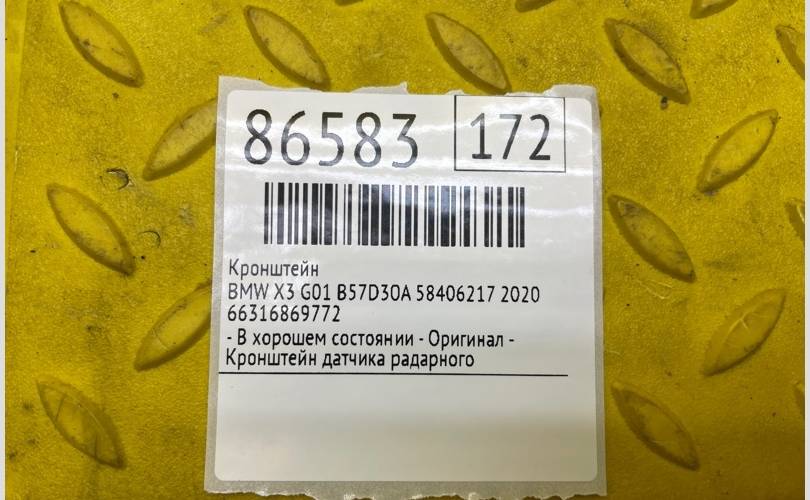 86583 172
Кронштейн
BMW X3 G01 B57D30A 58406217 2020
66316869772
- В хорошем состоянии - Оригинал -
Кронштейн датчика радарного